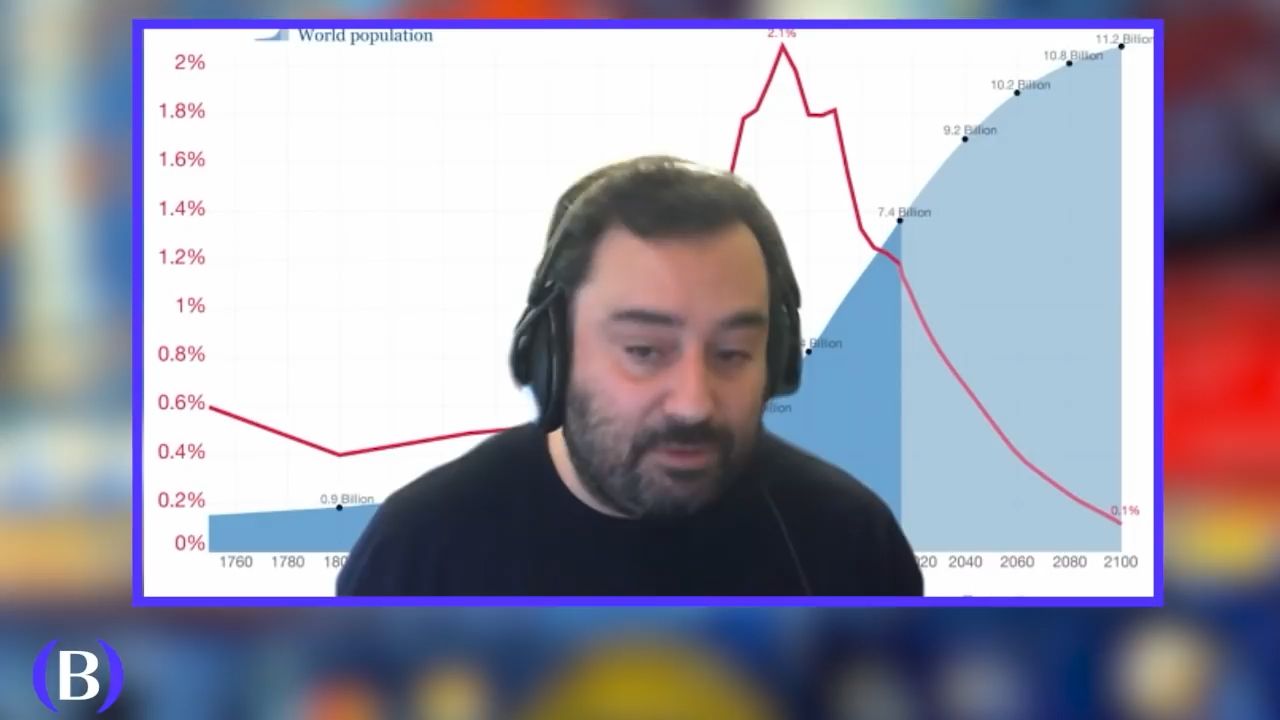 World population
2.1%
11.2 Billion
2%
10.8 Billion
10.2 Billion
1.8%
9.2 Billion
1.6%
1.4%
7.4 Billion
1.2%
1%
0.8%
Billion
0.6%
0.4%
0.9 Billion
0.2%
0.1%
0%
1760 1780 2040 2060 2080 2100
(B)